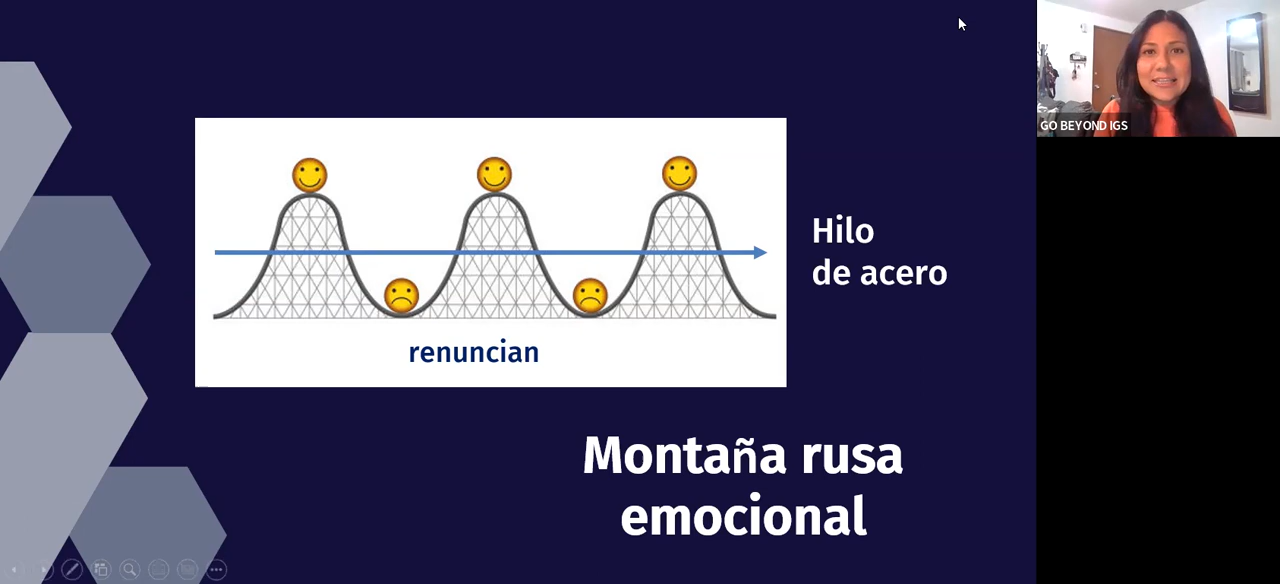 GO BEYOND IGS
Hilo
de acero
renuncian
Montaña rusa
emocional